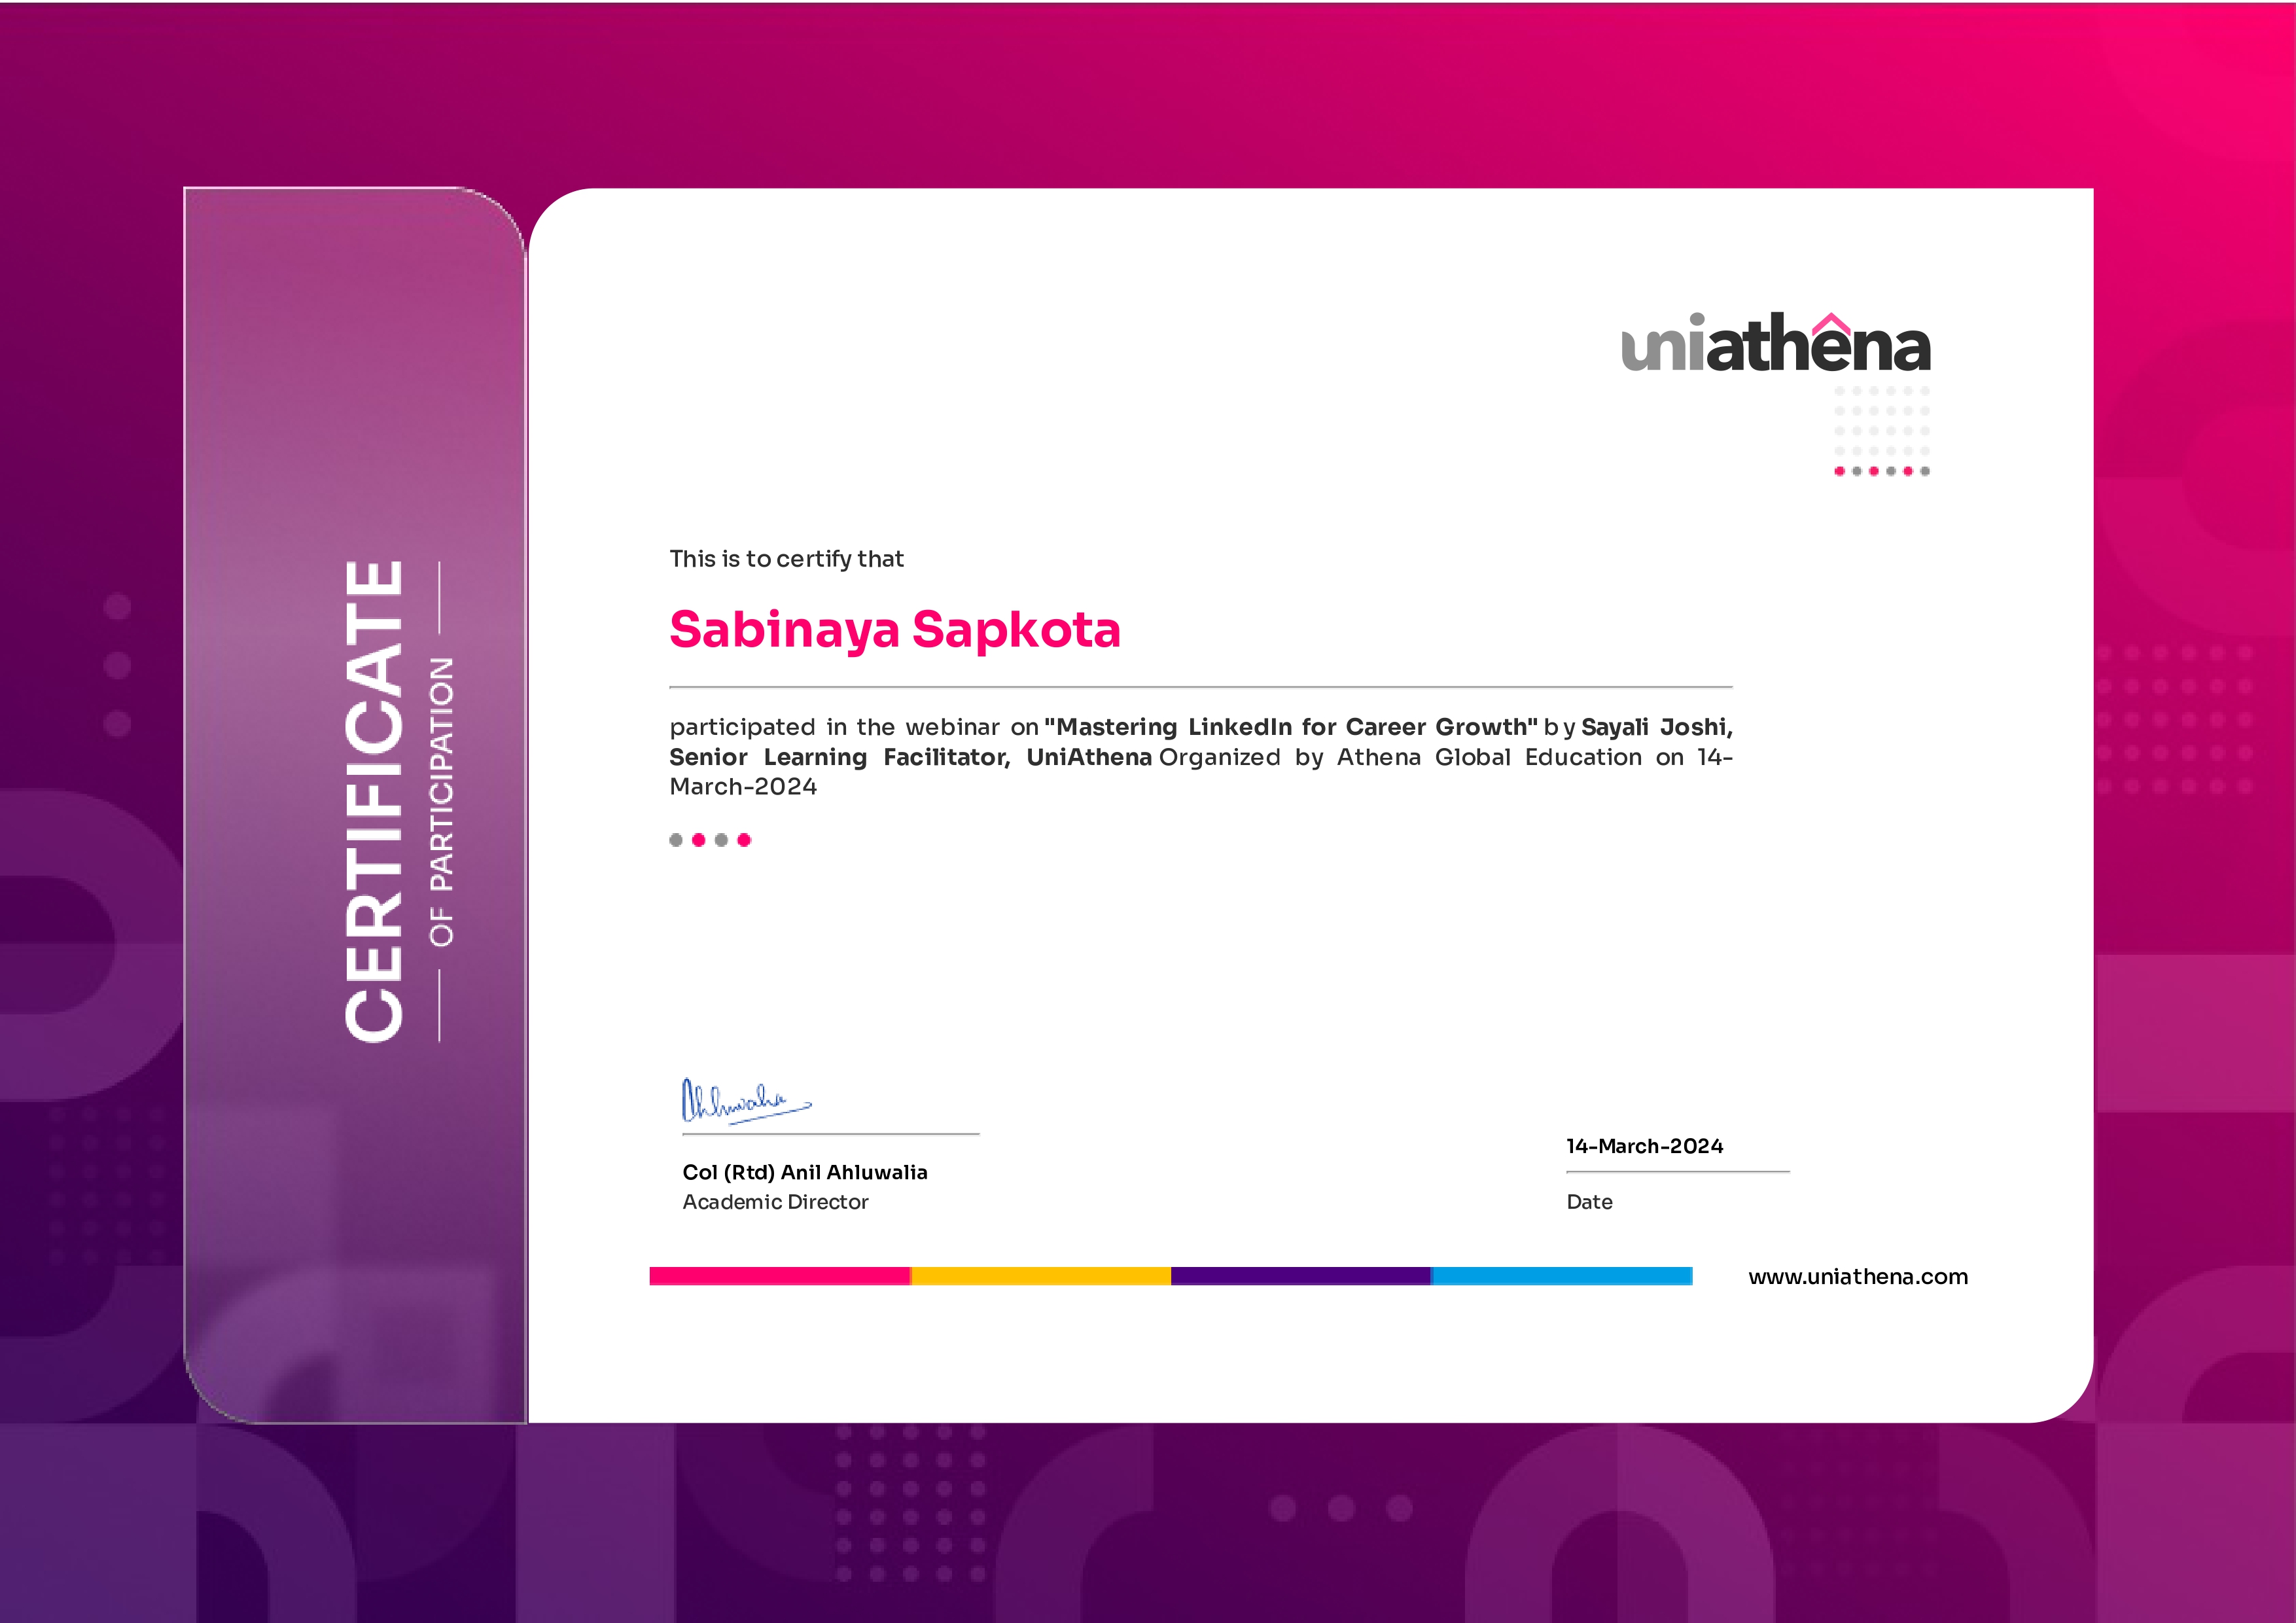 CERTIFICATE
OF PARTICIPATION
uniathêna
This is to certify that
Sabinaya Sapkota
participated in the webinar on "Mastering LinkedIn for Career Growth" by Sayali Joshi,
Senior Learning Facilitator, UniAthena Organized by Athena Global Education on 14-
March-2024
Ahluwalia
Col (Rtd) Anil Ahluwalia
Academic Director
14-March-2024
Date
www.uniathena.com